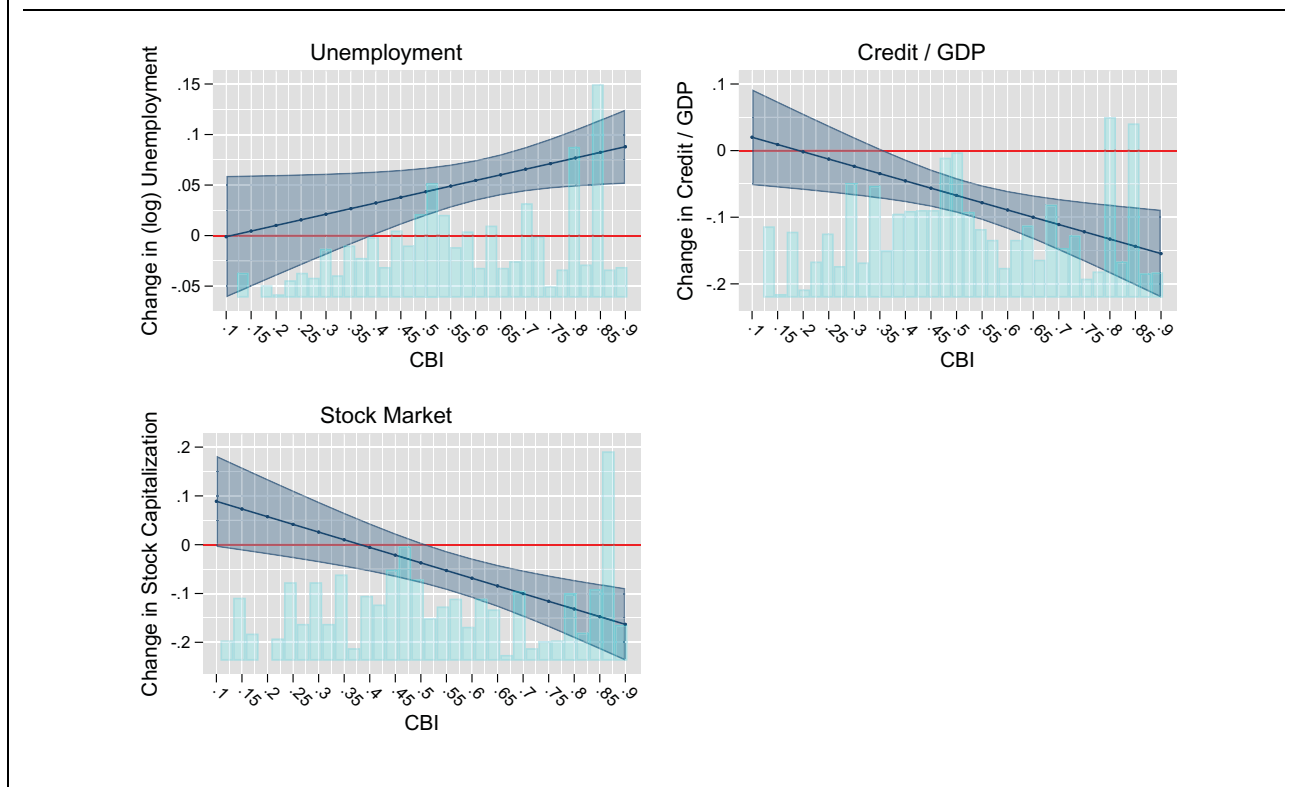 Unemployment
Change in (log) Unemployment
.15
.1
.05
0
-.05
.1 .15 .2 .25 .3 .35 .4 .45 .5 .55 .6 .65 .7 .75 .8 .85 .9
CBI
Credit / GDP
Change in Credit / GDP
.1
0
-.1
-.2
.1 .15 .2 .25 .3 .35 .4 .45 .5 .55 .6 .65 .7 .75 .8 .85 .9
CBI
Stock Market
Change in Stock Capitalization
.2
.1
0
-.1
-.2
.1 .15 .2 .25 .3 .35 .4 .45 .5 .55 .6 .65 .7 .75 .8 .85 .9
CBI